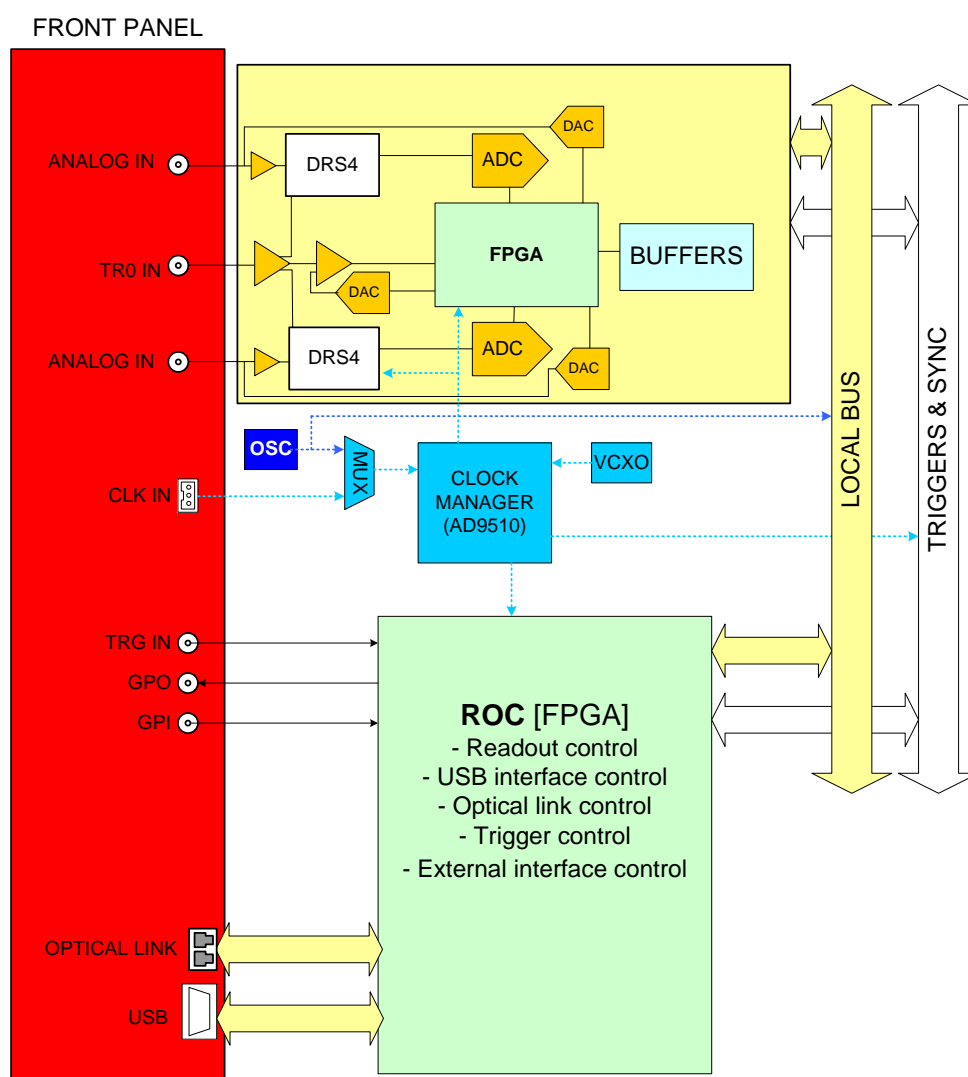 FRONT PANEL
ANALOG IN
DRS4
ADC
DAC
TR0 IN
DAC
FPGA
BUFFERS
ANALOG IN
DRS4
ADC
DAC
OSC
MUX
CLOCK
MANAGER
(AD9510)
VCXO
CLK IN
LOCAL BUS
TRIGGERS & SYNC
TRG IN
GPO
GPI
ROC [FPGA]
- Readout control
- USB interface control
- Optical link control
- Trigger control
- External interface control
OPTICAL LINK
USB